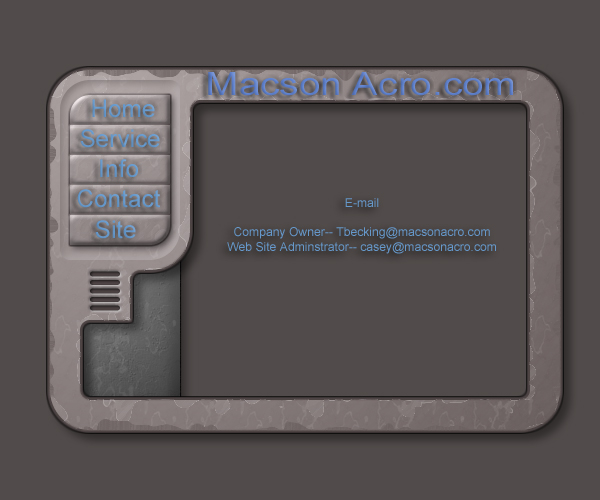 Macson Acro.com
Home
Service
Info
Contact
Site
E-mail
Company Owner-- Tbecking@macsonacro.com
Web Site Adminstrator-- casey@macsonacro.com